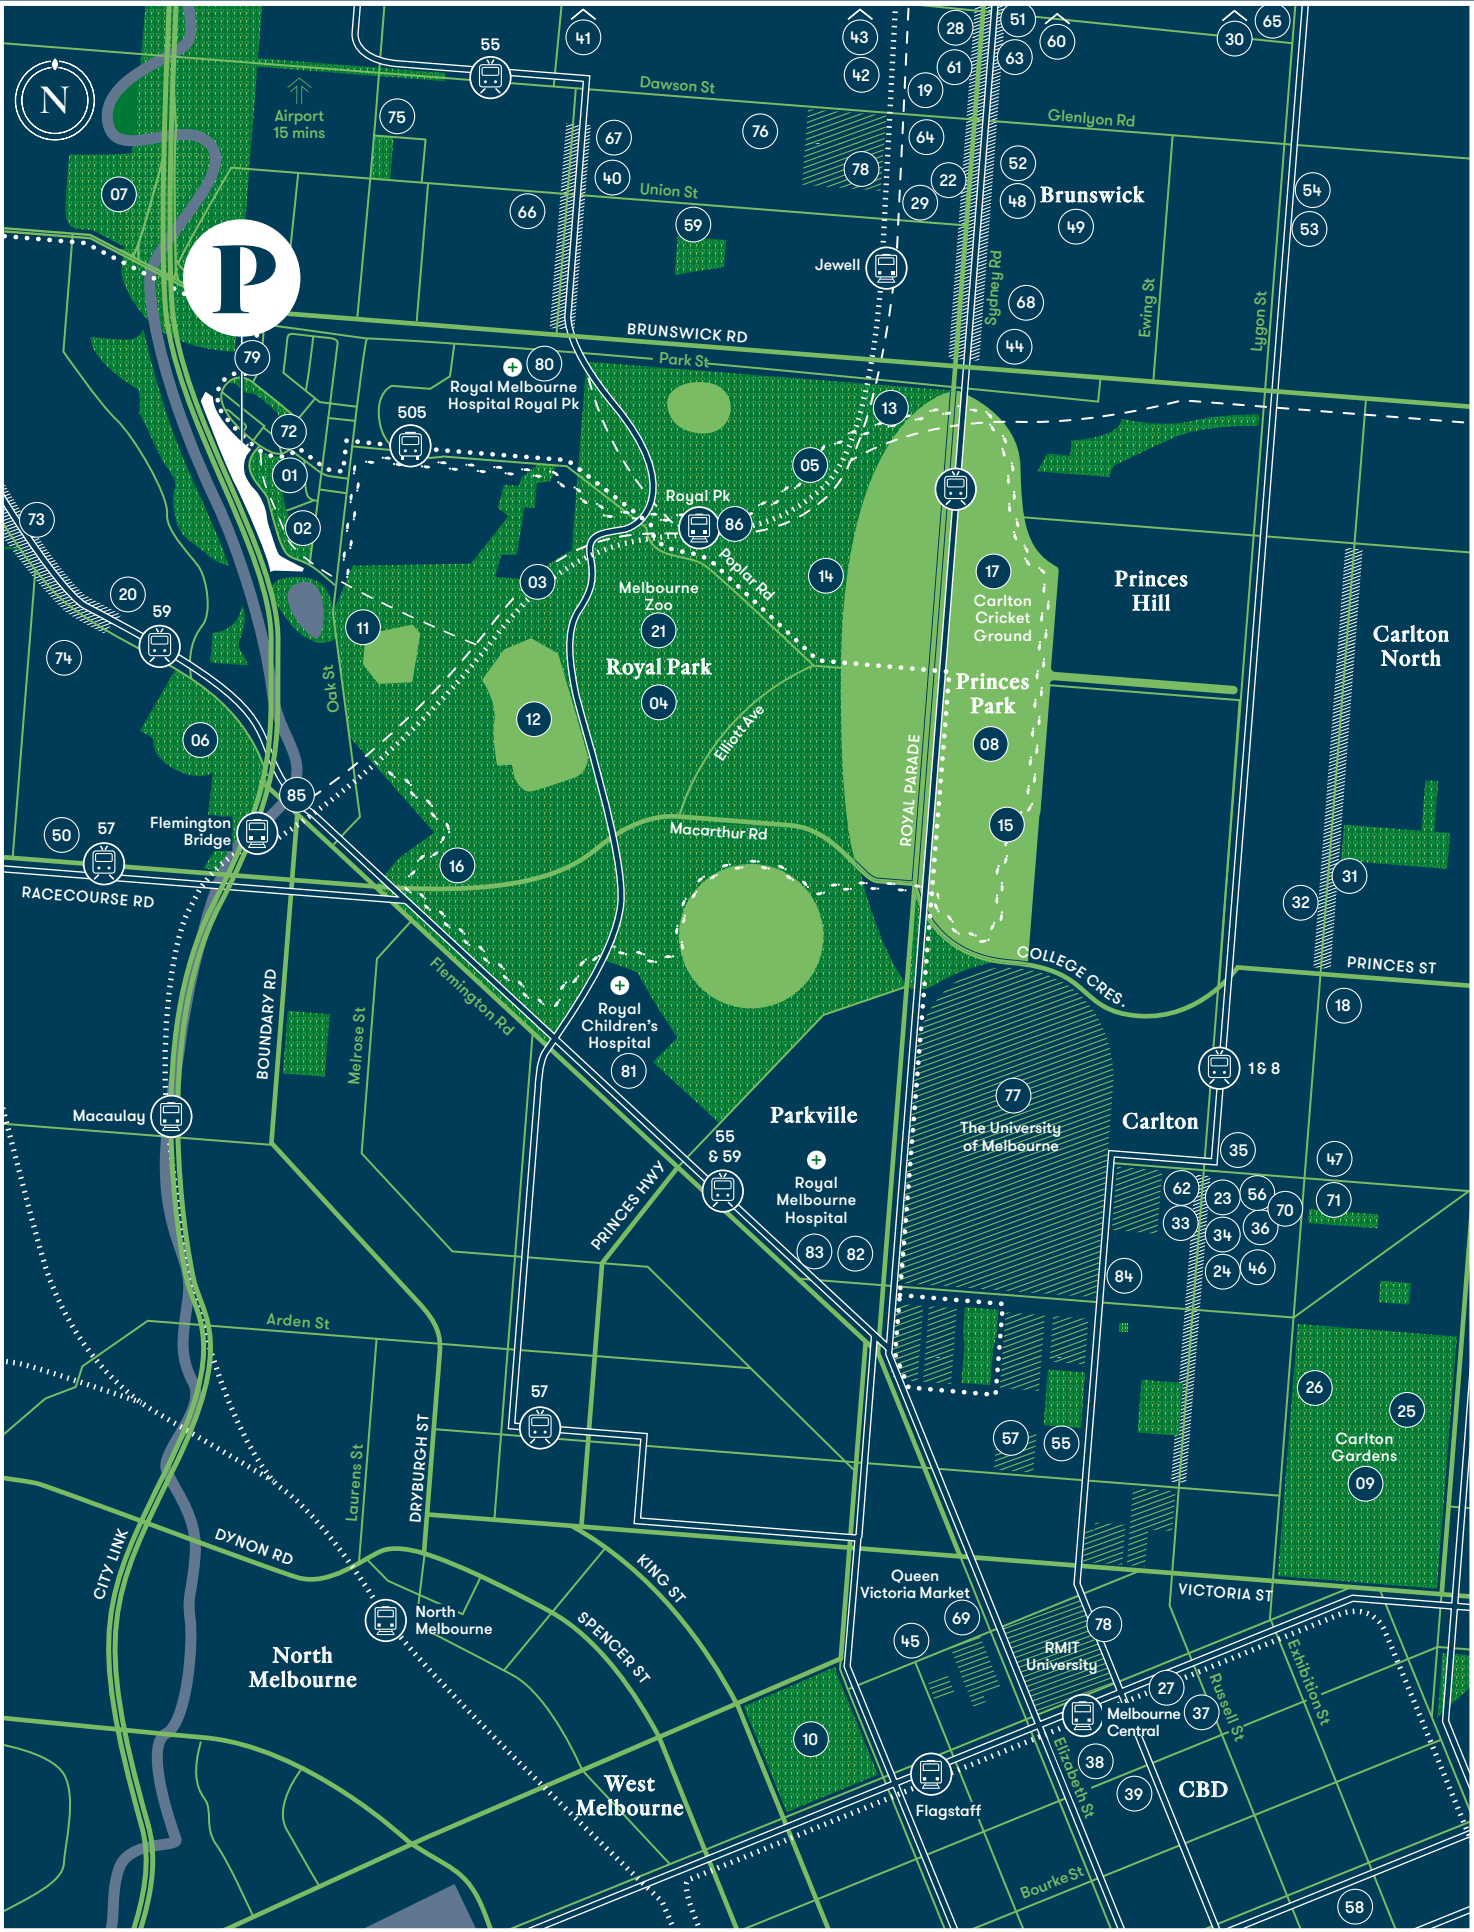 41
43
28
51
60
30
65
55
63
42
61
19
N
Dawson St
Airport
15 mins
75
67
76
64
Glenlyon Rd
78
52
40
22
Union St
07
66
29
48
Brunswick
54
59
49
53
P
Jewell
Sydney Rd
Ewing St
Lygon St
68
BRUNSWICK RD
44
79
80
Park St
Royal Melbourne
Hospital Royal Pk
505
13
72
05
01
Royal Pk
73
02
86
Poplar Rd
03
14
17
Princes
Hill
Melbourne
Zoo
20
59
Carlton
Cricket
Ground
11
21
Carlton
North
74
Royal Park
Oak St
Princes
Park
04
12
06
Elliott Ave
08
85
ROYAL PARADE
Flemington
Bridge
15
50
57
Macarthur Rd
16
31
RACECOURSE RD
32
Flemington Rd
COLLEGE CRES.
PRINCES ST
BOUNDARY RD
Melrose St
Royal
Children's
Hospital
18
81
1 & 8
77
Macaulay
Parkville
Carlton
The University
of Melbourne
55
& 59
35
47
PRINCES HWY
Royal
Melbourne
Hospital
62
23
56
71
70
33
34
36
83
82
84
24
46
Arden St
26
57
25
Laurens St
DRYBURGH ST
57
55
Carlton
Gardens
09
CITY LINK
DYNON RD
KING ST
Queen
Victoria Market
VICTORIA ST
North
Melbourne
SPENCER ST
69
78
45
RMIT
University
North
Melbourne
Exhibition St
Russell St
27
37
Melbourne
Central
10
Elizabeth St
38
West
Melbourne
39
CBD
Flagstaff
Bourke St
58